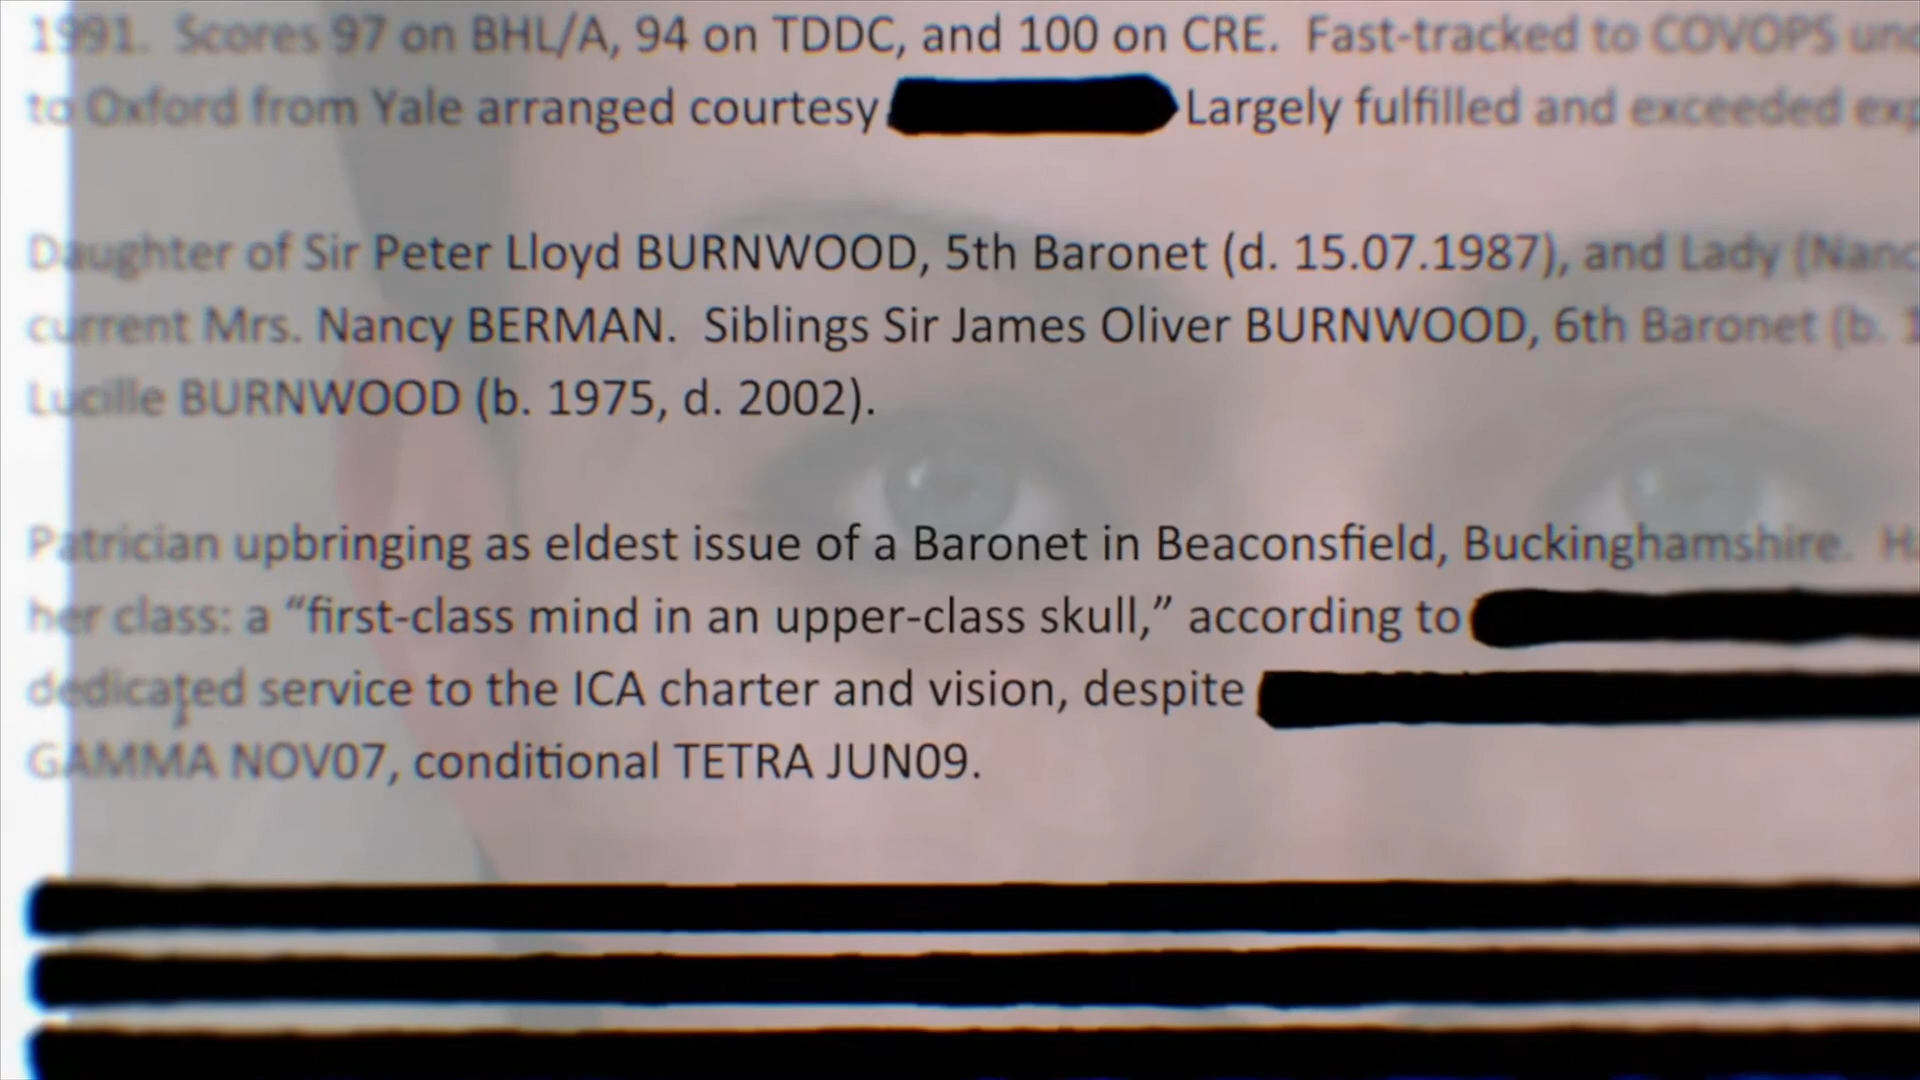 1991. Scores 97 on BHL/A, 94 on TDDC, and 100 on CRE. Fast-tracked to COVOPS
to Oxford from Yale arranged courtesy Largely fulfilled and exceeded
Daughter of Sir Peter Lloyd BURNWOOD, 5th Baronet (d. 15.07.1987), and Lady
current Mrs. Nancy BERMAN. Siblings Sir James Oliver BURNWOOD, 6th Baronet (b.
Lucille BURNWOOD (b. 1975, d. 2002).
Patrician upbringing as eldest issue of a Baronet in Beaconsfield, Buckinghamshire.
her class: a “first-class mind in an upper-class skull,” according to
dedicated service to the ICA charter and vision, despite
GAMMA NOV07, conditional TETRA JUN09.